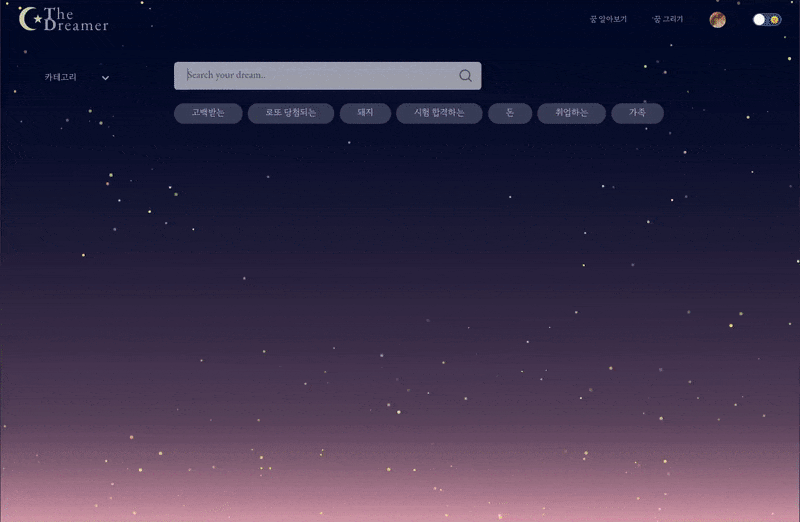 The
Dreamer
꿈 알아보기
꿈 그리기
카테고리
Search your dream..
고백받는
로또 당첨되는
돼지
시험 합격하는
돈
취업하는
가족